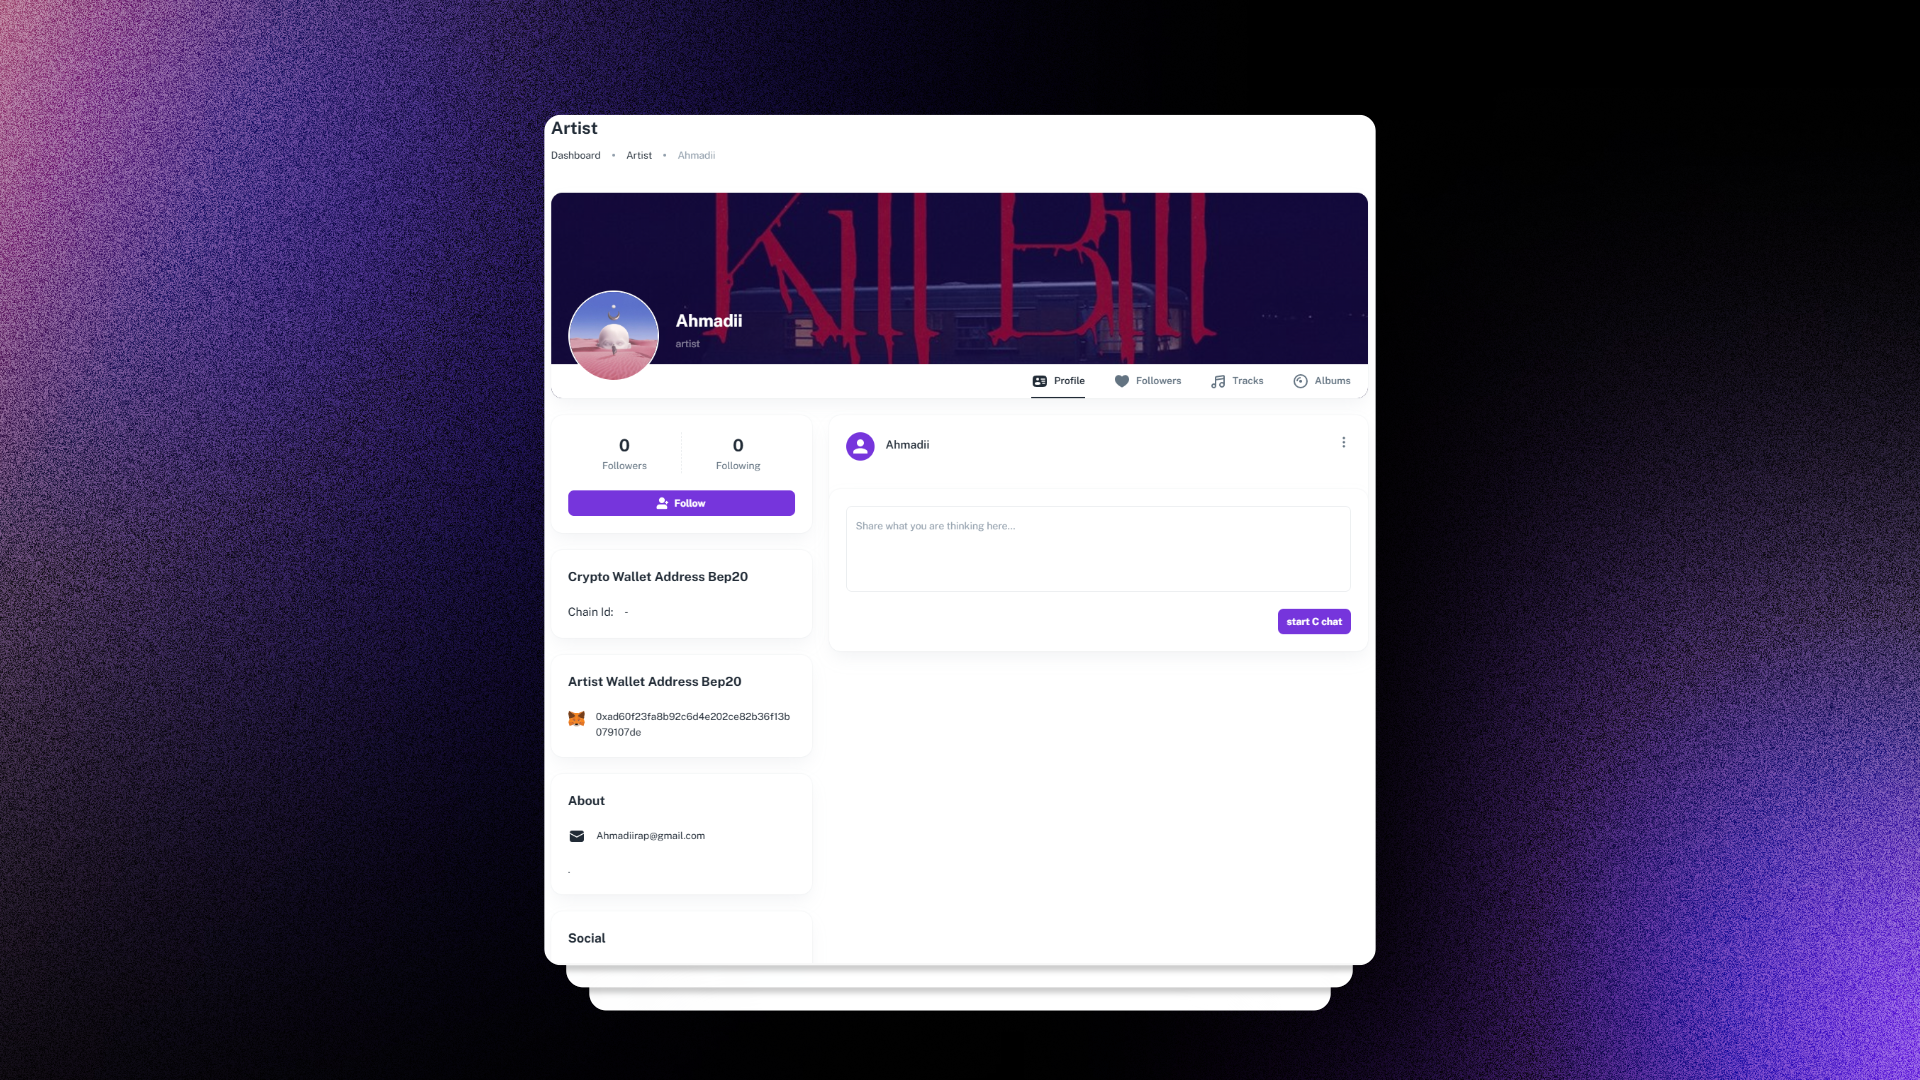 Artist
Dashboard • Artist • Ahmadii
Kill Bill
Ahmadii
artist
Profile Followers Tracks Albums
0 0
Followers Following
Follow
Crypto Wallet Address Bep20
Chain Id: -
Artist Wallet Address Bep20
0xad60f23fa8b92c6d4e202ce82b36f13b
079107de
About
Ahmadiirap@gmail.com
.
Social
Ahmadii
Share what you are thinking here...
start C chat